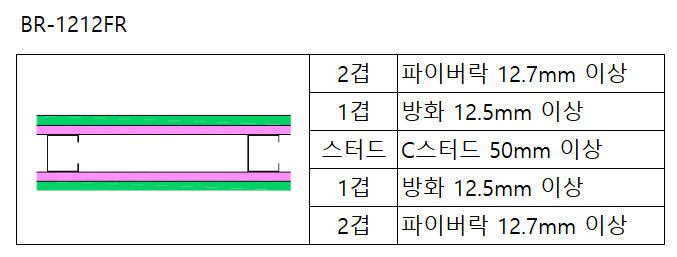 BR-1212FR
2겹 파이버락 12.7mm 이상
1겹 방화 12.5mm 이상
스터드 C스터드 50mm 이상
1겹 방화 12.5mm 이상
2겹 파이버락 12.7mm 이상